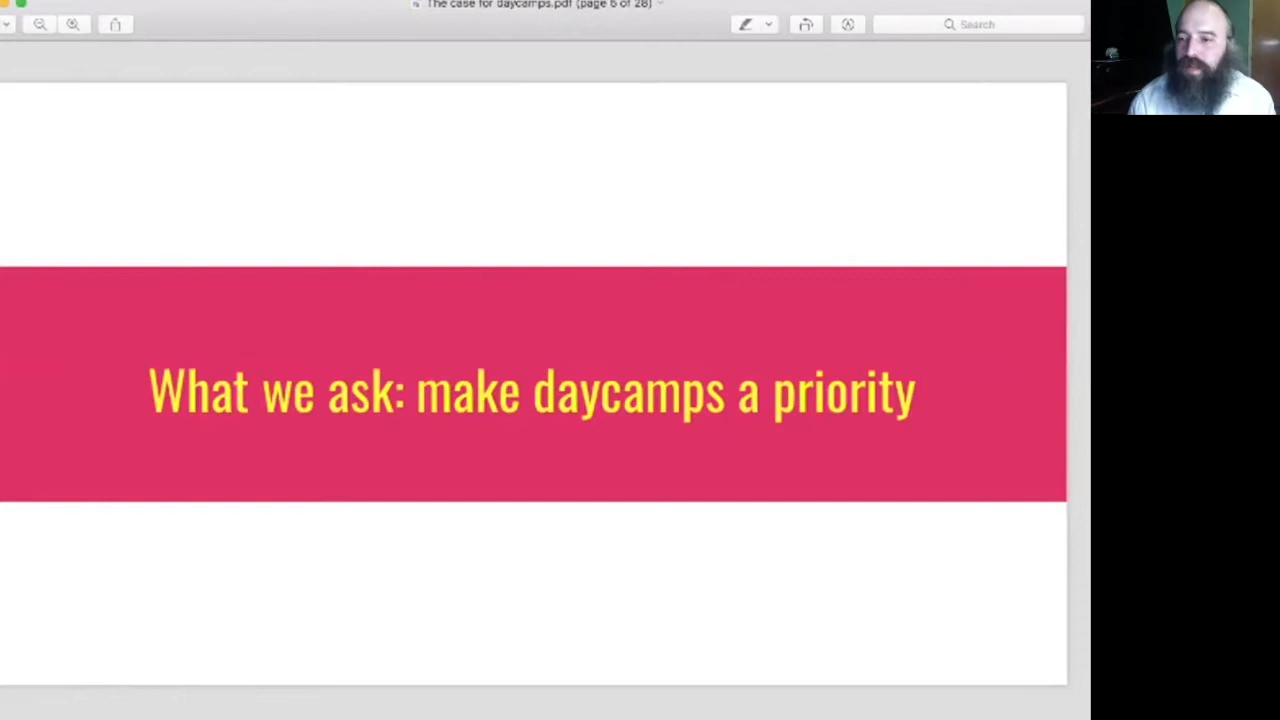 The case for daycamps.pdf (page 6 of 28)
Search
What we ask: make daycamps a priority